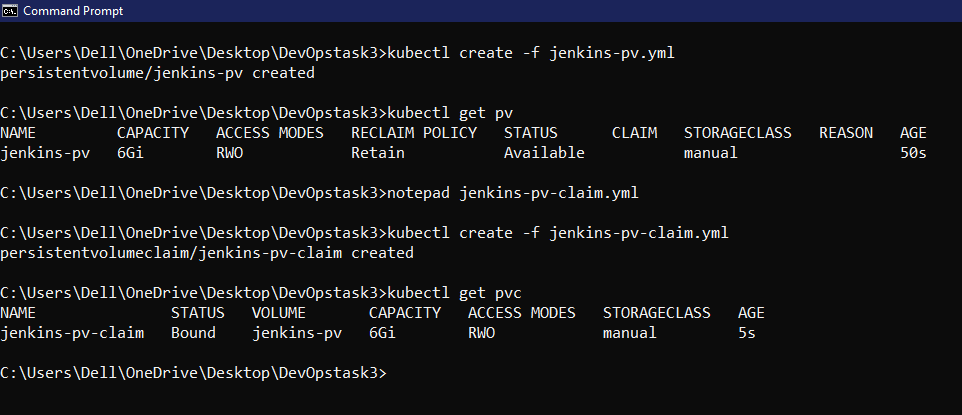 Command Prompt
C:\Users\Dell\OneDrive\Desktop\DevOpstask3>kubectl create -f jenkins-pv.yml
persistentvolume/jenkins-pv created
C:\Users\Dell\OneDrive\Desktop\DevOpstask3>kubectl get pv
NAME         CAPACITY   ACCESS MODES   RECLAIM POLICY   STATUS      CLAIM   STORAGECLASS   REASON   AGE
jenkins-pv   6Gi        RWO            Retain           Available           manual                  50s
C:\Users\Dell\OneDrive\Desktop\DevOpstask3>notepad jenkins-pv-claim.yml
C:\Users\Dell\OneDrive\Desktop\DevOpstask3>kubectl create -f jenkins-pv-claim.yml
persistentvolumeclaim/jenkins-pv-claim created
C:\Users\Dell\OneDrive\Desktop\DevOpstask3>kubectl get pvc
NAME               STATUS   VOLUME       CAPACITY   ACCESS MODES   STORAGECLASS   AGE
jenkins-pv-claim   Bound    jenkins-pv   6Gi        RWO            manual         5s
C:\Users\Dell\OneDrive\Desktop\DevOpstask3>